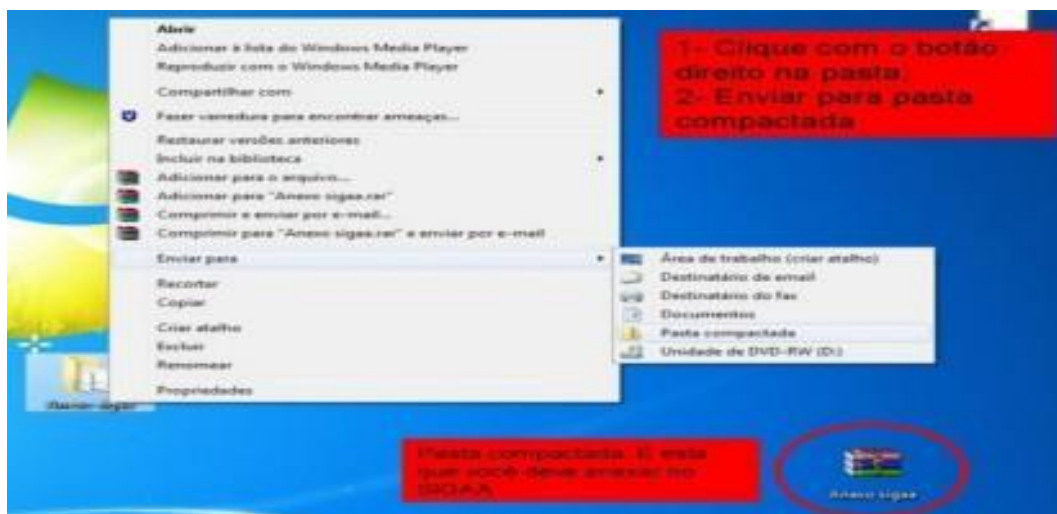 Abrir
Adicionar à lista do Windows Media Player
Reproduzir com o Windows Media Player
Compartilhar com
Fazer varredura para encontrar ameaças...
Restaurar versões anteriores
Incluir na biblioteca
Adicionar para o arquivo...
Adicionar para "Anexo sigaa.rar"
Comprimir e enviar por e-mail...
Comprimir para "Anexo sigaa.rar" e enviar por e-mail
Enviar para
Recortar
Copiar
Criar atalho
Excluir
Renomear
Propriedades
1- Clique com o botão
direito na pasta;
2- Enviar para pasta
compactada
Área de trabalho (criar atalho)
Destinatário de email
Destinatário do fax
Documentos
Pasta compactada
Unidade de DVD-RW (D:)
Anexo sigaa
Pasta compactada. É esta
que você deve anexar no
SIGAA
Anexo sigaa